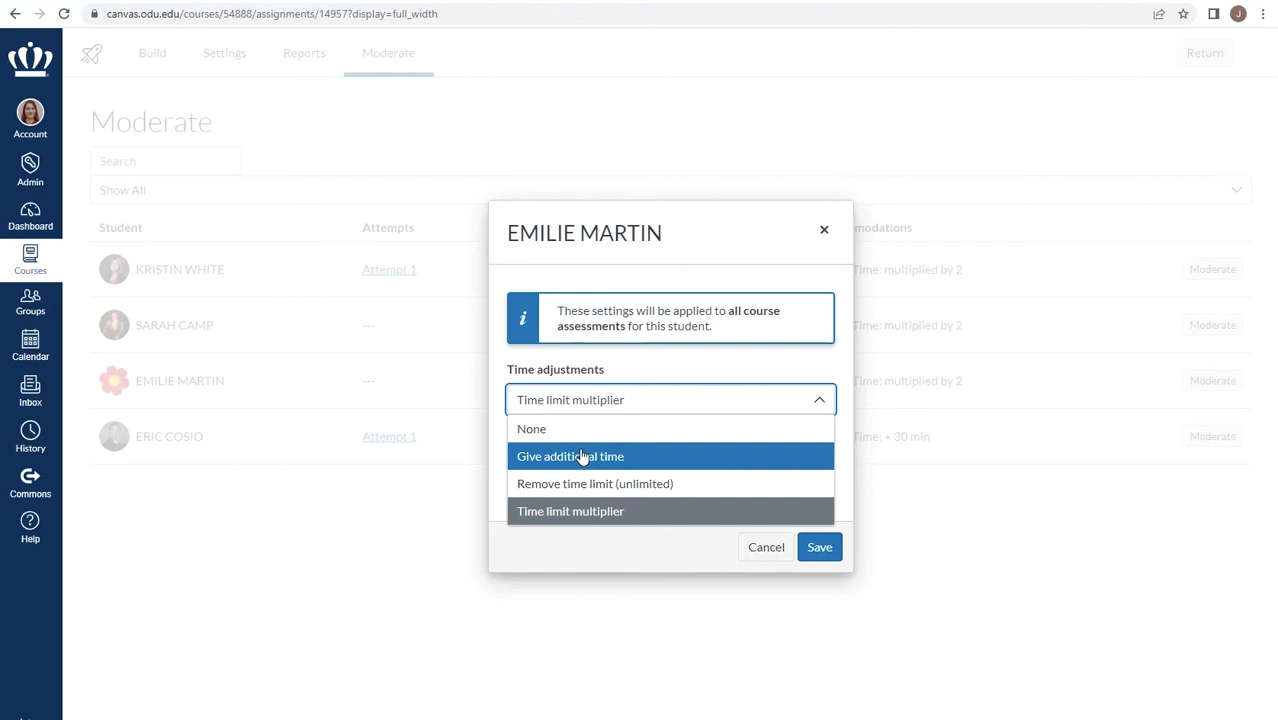 canvas.odu.edu/courses/54888/assignments/14957?display=full_width
J
Build Settings Reports Moderate Return
Account
Admin
Dashboard
Courses
Groups
Calendar
Inbox
History
Commons
Help
Moderate
Search
Show All
Student Attempts modations
KRISTIN WHITE Attempt 1 Time: multiplied by 2 Moderate
SARAH CAMP --- Time: multiplied by 2 Moderate
EMILIE MARTIN --- Time: multiplied by 2 Moderate
ERIC COSIO Attempt 1 Time: + 30 min Moderate
EMILIE MARTIN
i
These settings will be applied to all course
assessments for this student.
Time adjustments
Time limit multiplier
None
Give additional time
Remove time limit (unlimited)
Time limit multiplier
Cancel Save